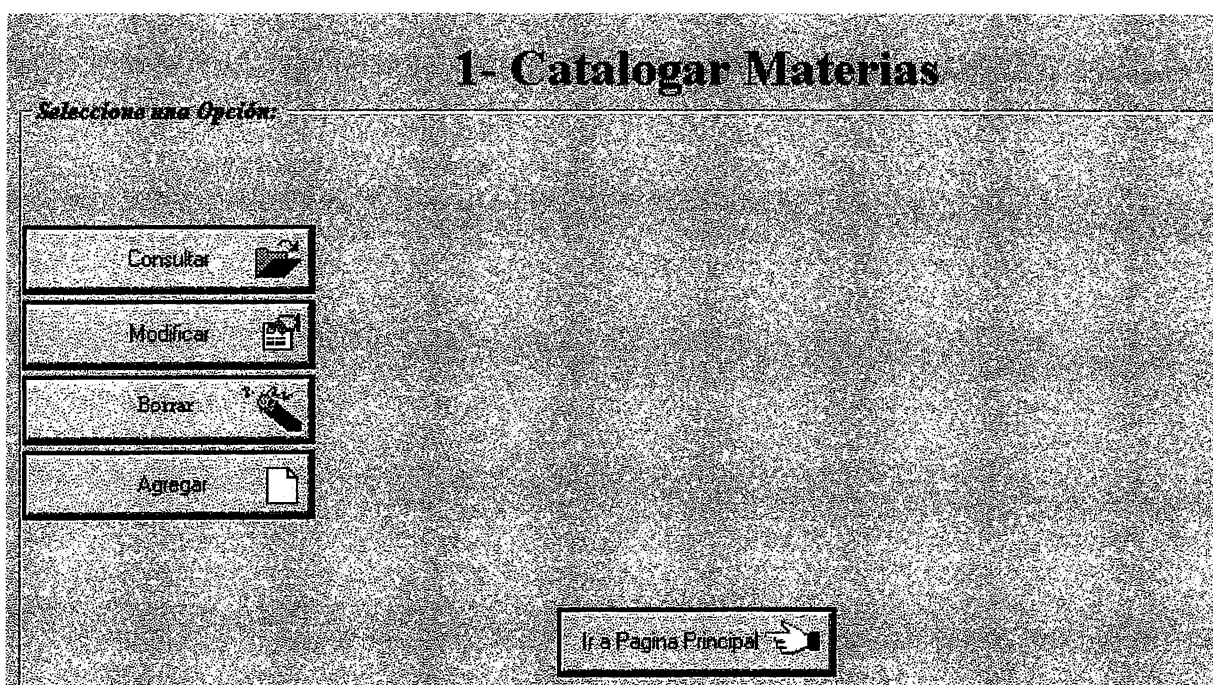 1- Catalogar Materias
Seleccione una Opción:
Consultar
Modificar
Borrar
Agregar
Ir a Pagina Principal